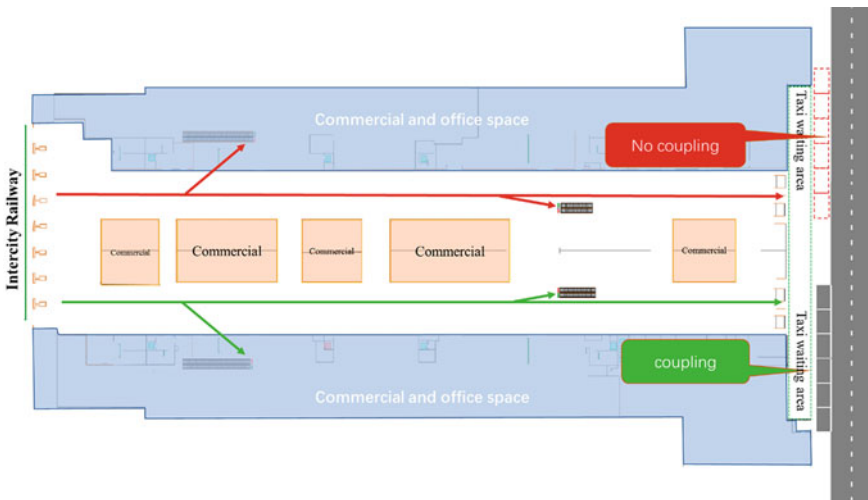 Commercial and office space
Taxi waiting area
No coupling
Intercity Railway
Commercial
Commercial
Commercial
Commercial
Commercial
Taxi waiting area
coupling
Commercial and office space